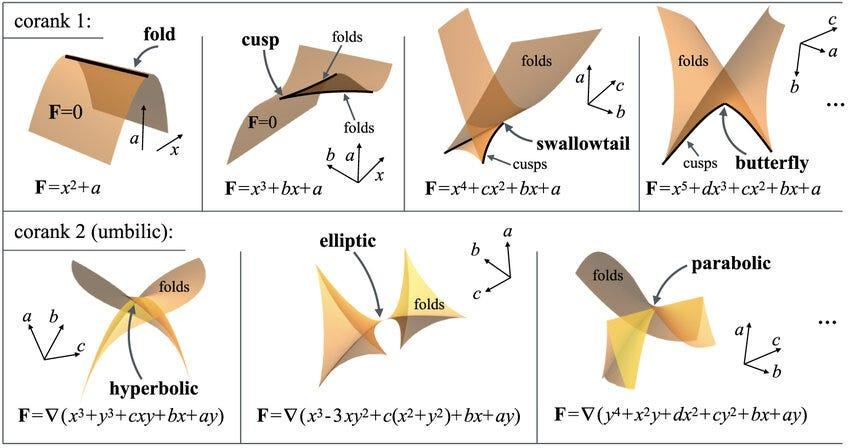 corank 1:
fold
F=0
a
x
F=x³+a
cusp
folds
F=0
folds
b
a
x
F=x³+bx+a
folds
a
c
b
swallowtail
cusps
F=x⁴+cx²+bx+a
folds
c
a
b
cusps
butterfly
F=x⁵+dx³+cx²+bx+a
...
corank 2 (umbilic):
folds
a
b
c
hyperbolic
F=∇(x³+y³+cxy+bx+ay)
elliptic
folds
a
b
c
F=∇(x³-3xy²+c(x²+y²)+bx+ay)
folds
parabolic
a
c
b
F=∇(y⁴+x²y+dx²+cy²+bx+ay)
...